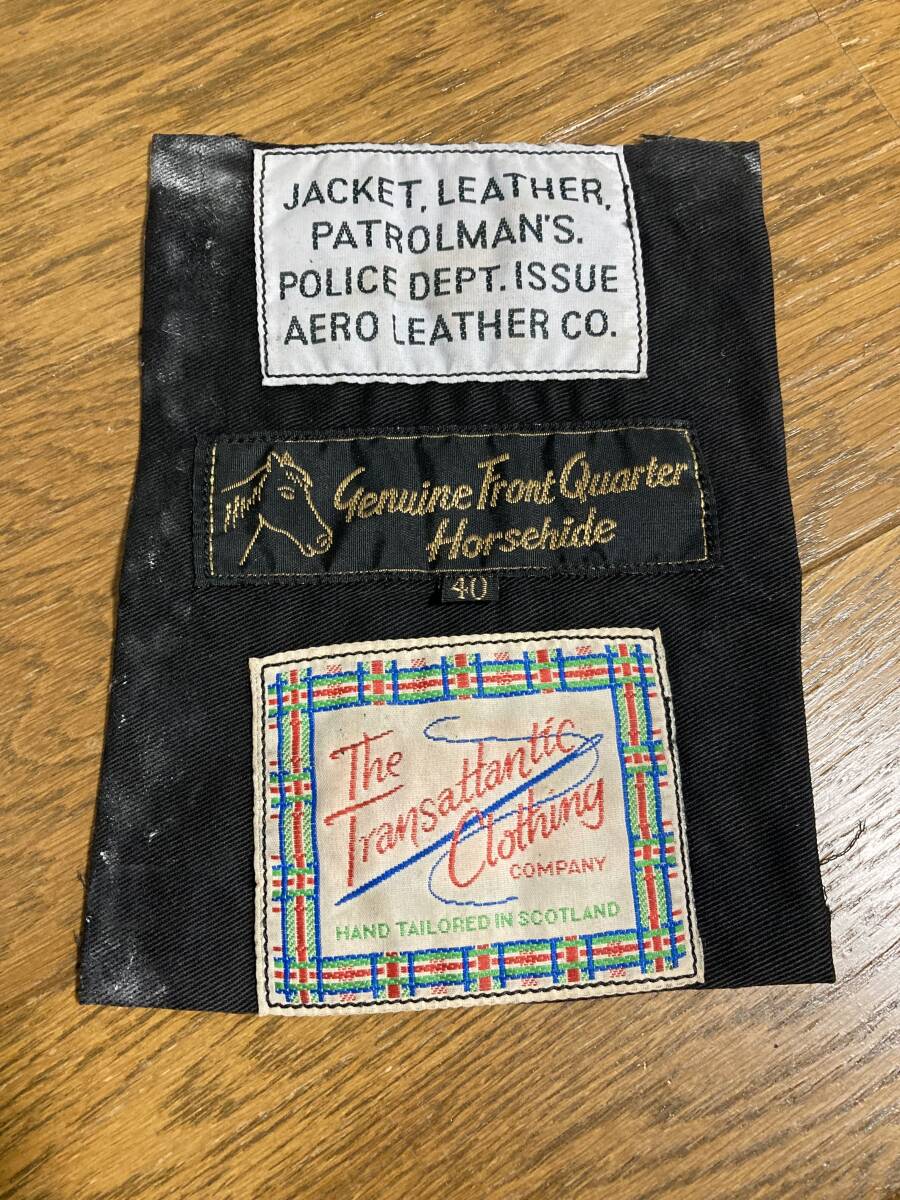 JACKET, LEATHER,
PATROLMAN'S.
POLICE DEPT. ISSUE
AERO LEATHER CO.
Genuine Front Quarter
Horsehide
40
The
Transatlantic
Clothing
COMPANY
HAND TAILORED IN SCOTLAND